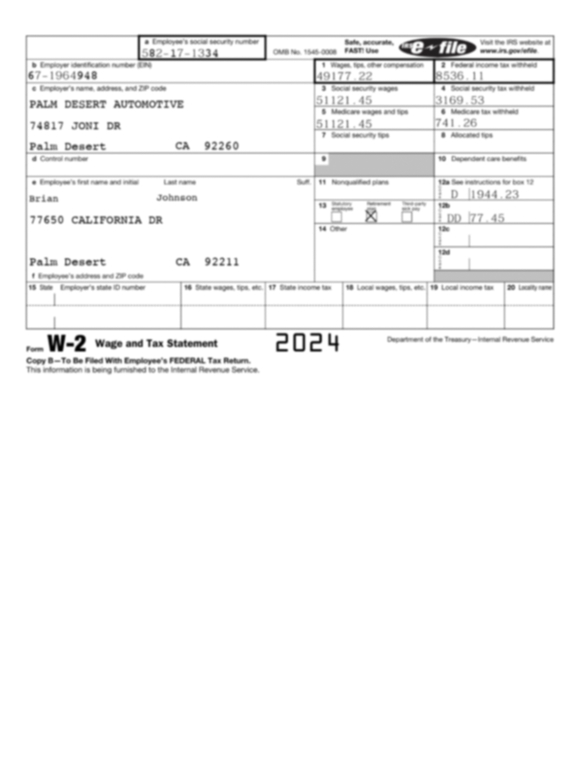 a Employee's social security number
582-17-1334
OMB No. 1545-0008
Safe, accurate,
FAST! Use
IRS e-file
Visit the IRS website at
www.irs.gov/efile.
b Employer identification number (EIN)
67-1964948
1 Wages, tips, other compensation
49177.22
2 Federal income tax withheld
8536.11
c Employer's name, address, and ZIP code
PALM DESERT AUTOMOTIVE
74817 JONI DR
Palm Desert CA 92260
3 Social security wages
51121.45
4 Social security tax withheld
3169.53
5 Medicare wages and tips
51121.45
6 Medicare tax withheld
741.26
7 Social security tips
8 Allocated tips
d Control number
9
10 Dependent care benefits
e Employee's first name and initial Last name Suff.
Brian Johnson
77650 CALIFORNIA DR
Palm Desert CA 92211
f Employee's address and ZIP code
11 Nonqualified plans
12a See instructions for box 12
D 1944.23
13 Statutory employee Retirement plan Third-party sick pay
X
12b
DD 77.45
14 Other
12c
12d
15 State Employer's state ID number
16 State wages, tips, etc.
17 State income tax
18 Local wages, tips, etc.
19 Local income tax
20 Locality name
Form W-2 Wage and Tax Statement
2024
Department of the Treasury—Internal Revenue Service
Copy B—To Be Filed With Employee's FEDERAL Tax Return.
This information is being furnished to the Internal Revenue Service.